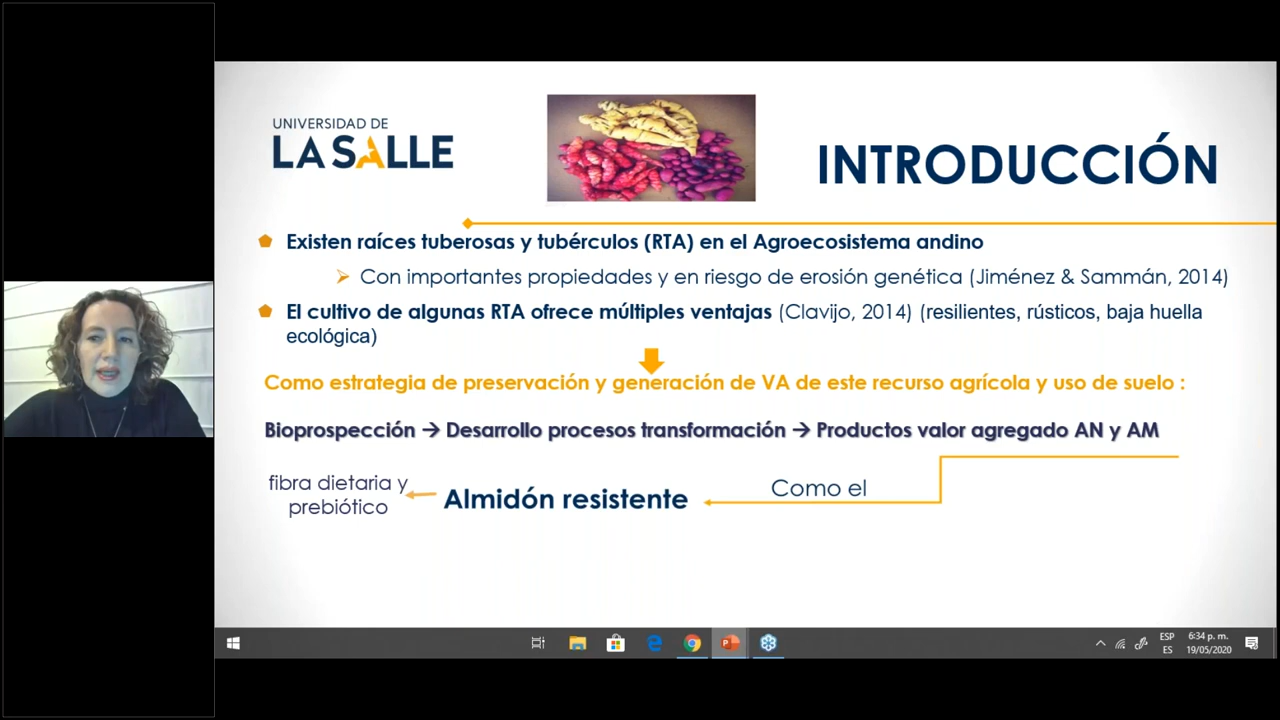 UNIVERSIDAD DE
LA SALLE
INTRODUCCIÓN
Existen raíces tuberosas y tubérculos (RTA) en el Agroecosistema andino
Con importantes propiedades y en riesgo de erosión genética (Jiménez & Sammán, 2014)
El cultivo de algunas RTA ofrece múltiples ventajas (Clavijo, 2014) (resilientes, rústicos, baja huella
ecológica)
Como estrategia de preservación y generación de VA de este recurso agrícola y uso de suelo :
Bioprospección → Desarrollo procesos transformación → Productos valor agregado AN y AM
fibra dietaria y
prebiótico
Almidón resistente
Como el
ESP
ES
6:34 p. m.
19/05/2020